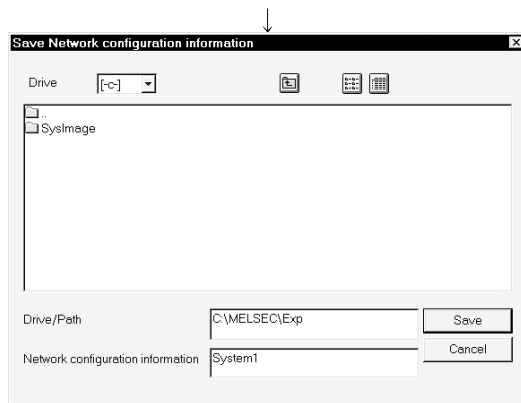 Save Network configuration information
Drive [-c-]
..
SysImage
Drive/Path C:\MELSEC\Exp Save
Network configuration information System1 Cancel